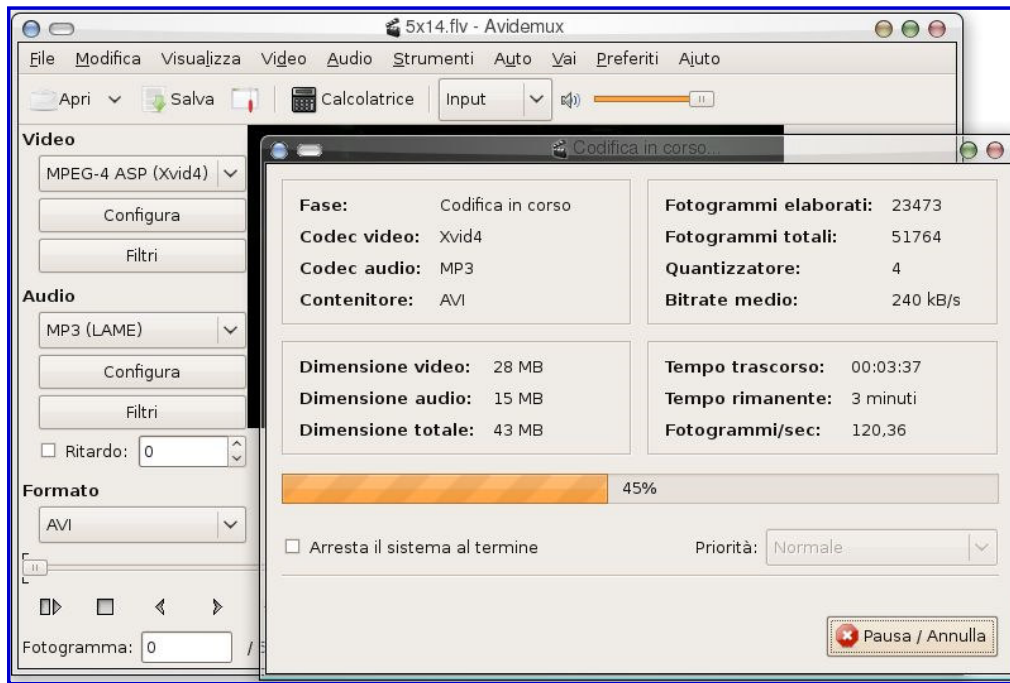 5x14.flv - Avidemux
File Modifica Visualizza Video Audio Strumenti Auto Vai Preferiti Aiuto
Apri Salva Calcolatrice Input
Video
MPEG-4 ASP (Xvid4)
Configura
Filtri
Audio
MP3 (LAME)
Configura
Filtri
Ritardo: 0
Formato
AVI
Fotogramma: 0 / 5
Codifica in corso...
Fase: Codifica in corso
Codec video: Xvid4
Codec audio: MP3
Contenitore: AVI
Fotogrammi elaborati: 23473
Fotogrammi totali: 51764
Quantizzatore: 4
Bitrate medio: 240 kB/s
Dimensione video: 28 MB
Dimensione audio: 15 MB
Dimensione totale: 43 MB
Tempo trascorso: 00:03:37
Tempo rimanente: 3 minuti
Fotogrammi/sec: 120,36
45%
Arresta il sistema al termine
Priorità: Normale
Pausa / Annulla